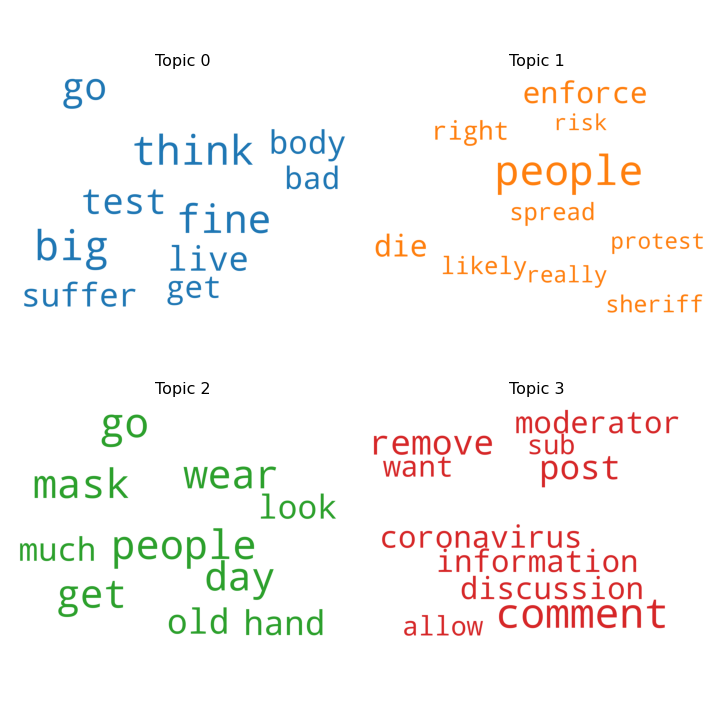 Topic 0
go
think
body
bad
test
fine
big
live
suffer
get
Topic 1
enforce
right
risk
people
spread
die
protest
likely
really
sheriff
Topic 2
go
mask
wear
look
much
people
get
day
old
hand
Topic 3
moderator
remove
sub
want
post
coronavirus
information
discussion
allow
comment